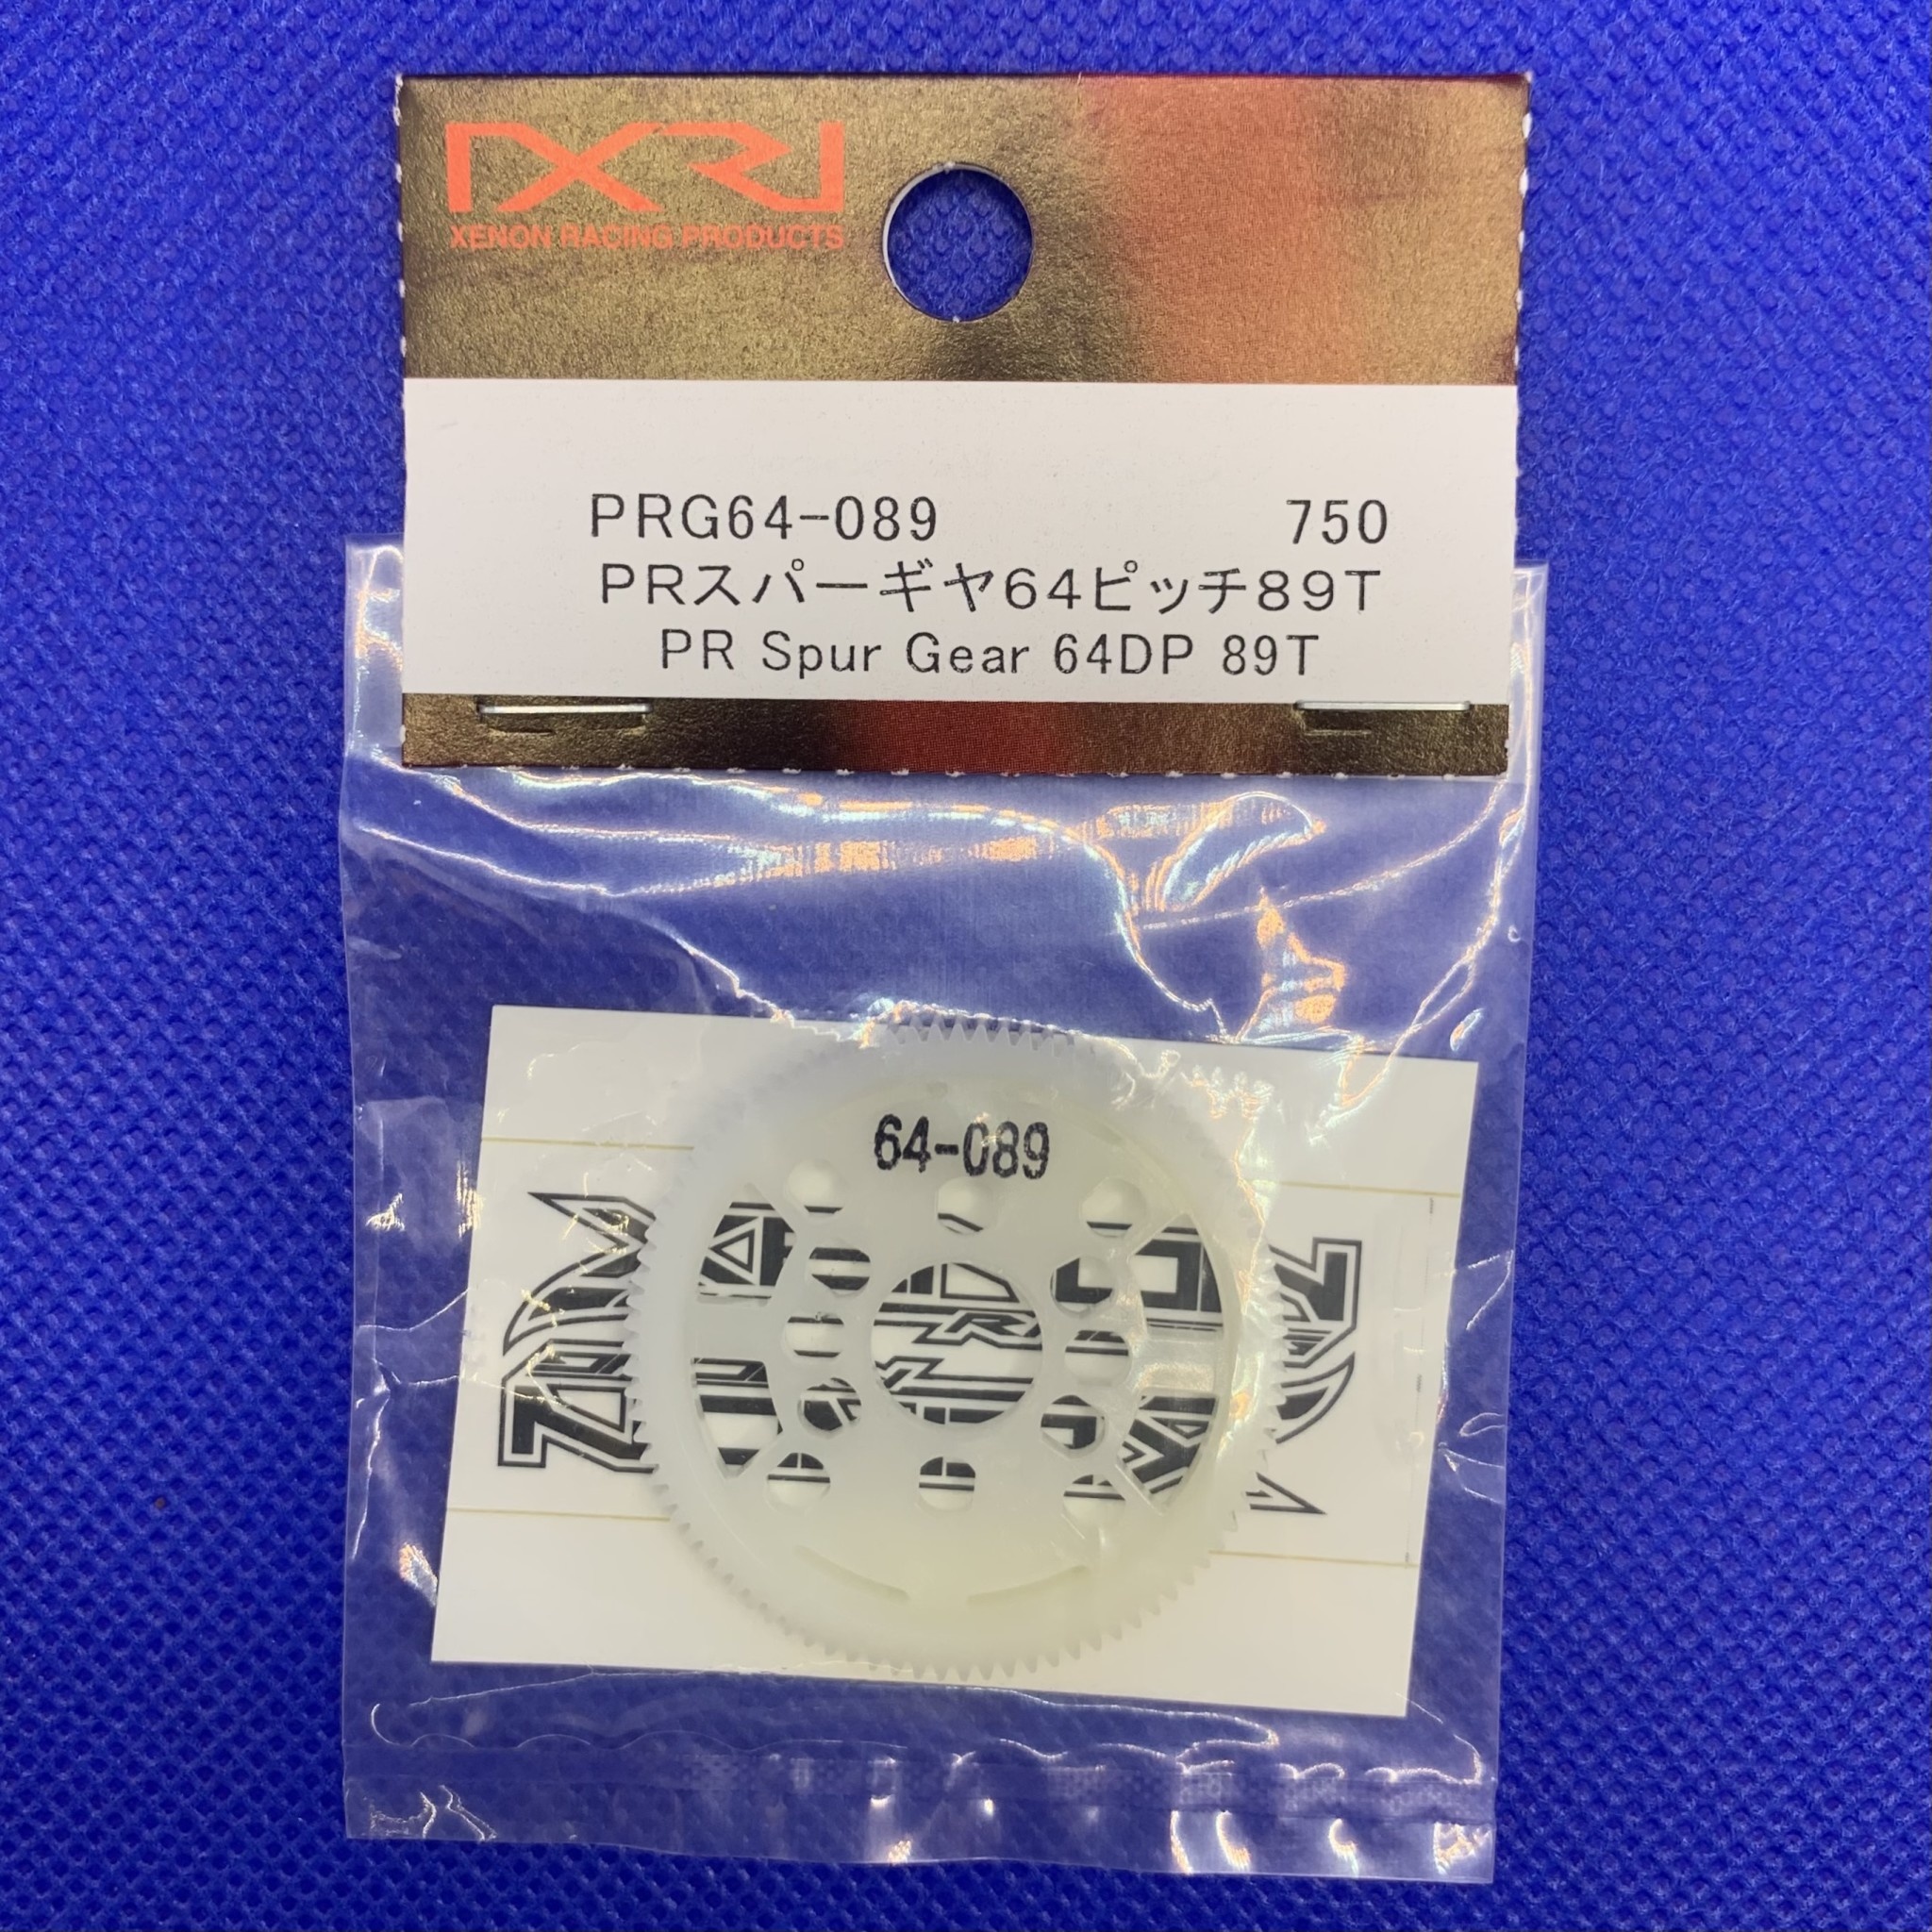 XENON RACING PRODUCTS
PRG64-089 750
PRスパーギヤ64ピッチ89T
PR Spur Gear 64DP 89T
64-089